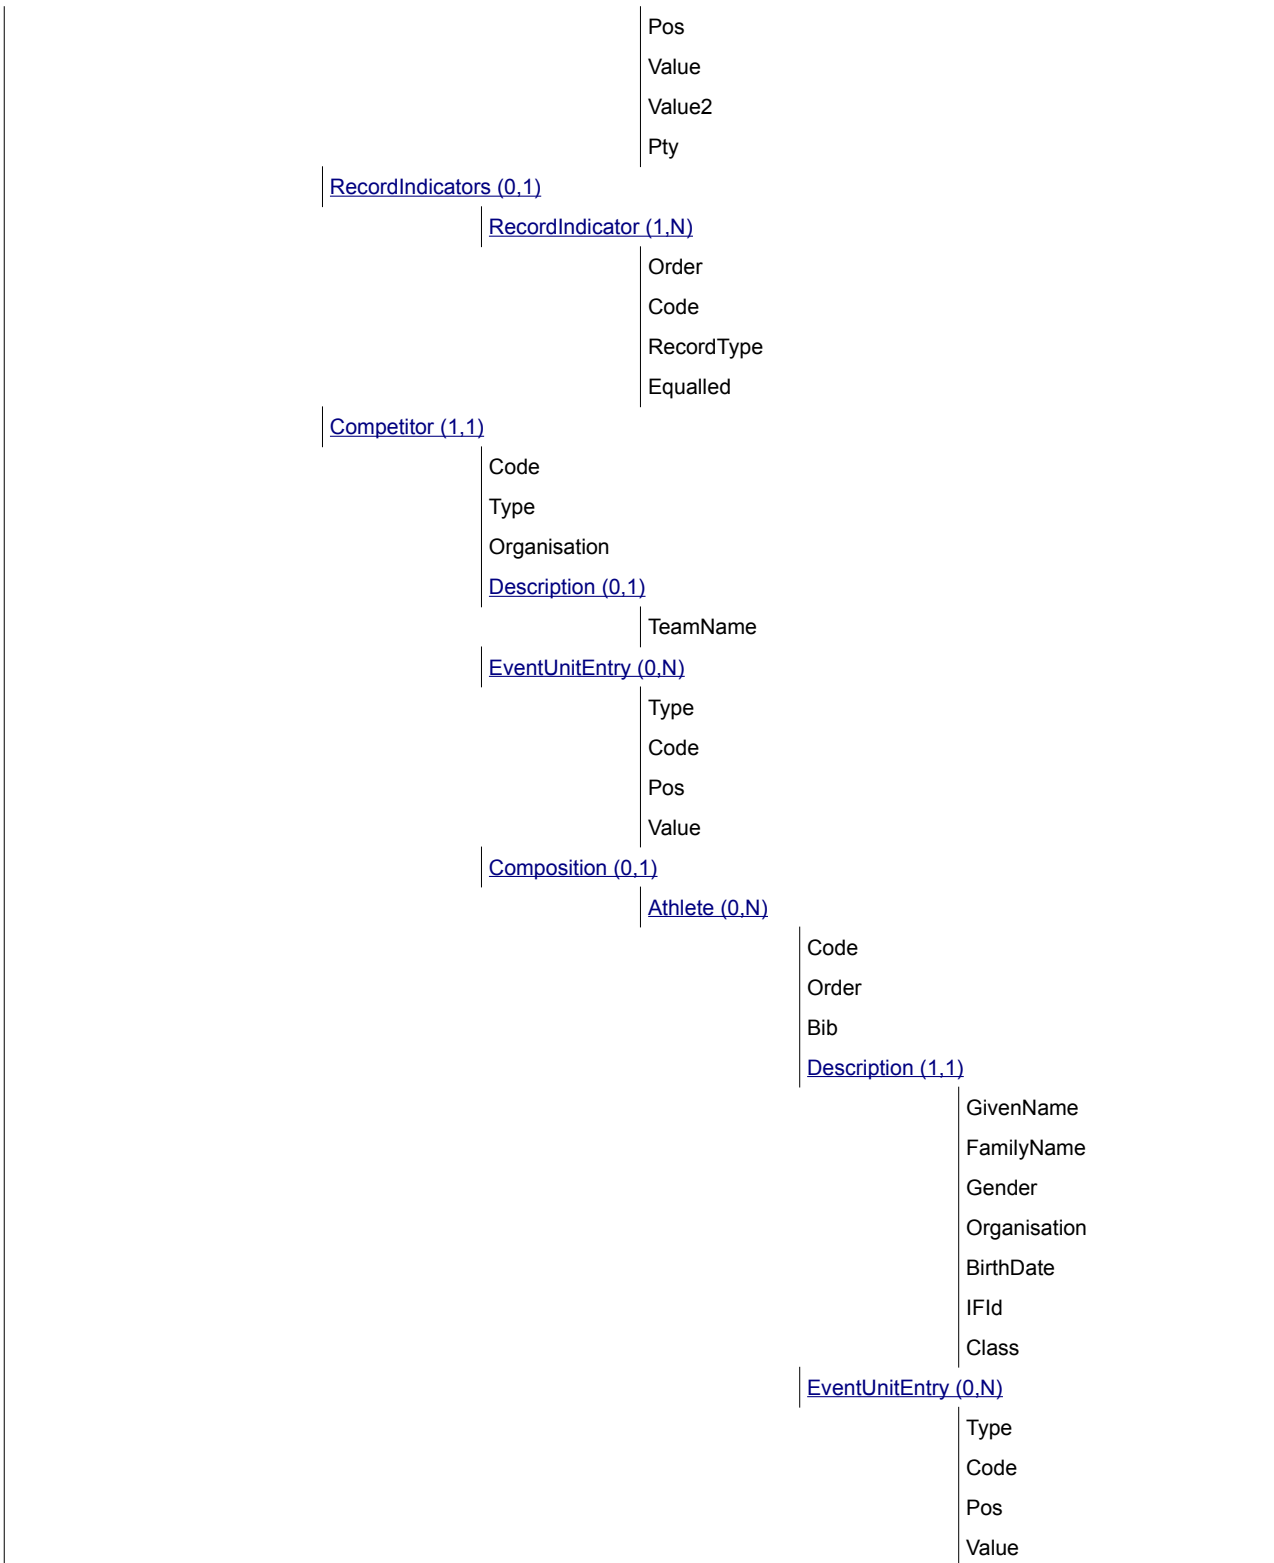 Pos
Value
Value2
Pty
RecordIndicators (0,1)
RecordIndicator (1,N)
Order
Code
RecordType
Equalled
Competitor (1,1)
Code
Type
Organisation
Description (0,1)
TeamName
EventUnitEntry (0,N)
Type
Code
Pos
Value
Composition (0,1)
Athlete (0,N)
Code
Order
Bib
Description (1,1)
GivenName
FamilyName
Gender
Organisation
BirthDate
IFId
Class
EventUnitEntry (0,N)
Type
Code
Pos
Value